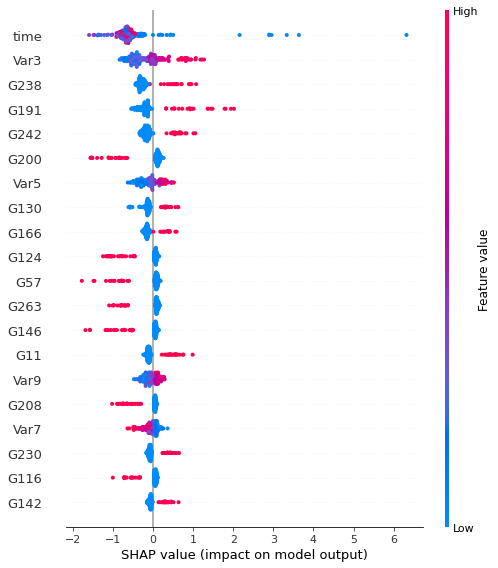 High
time
Var3
G238
G191
G242
G200
Var5
G130
G166
G124
G57
G263
G146
G11
Var9
G208
Var7
G230
G116
G142
Feature value
Low
−2 −1 0 1 2 3 4 5 6
SHAP value (impact on model output)